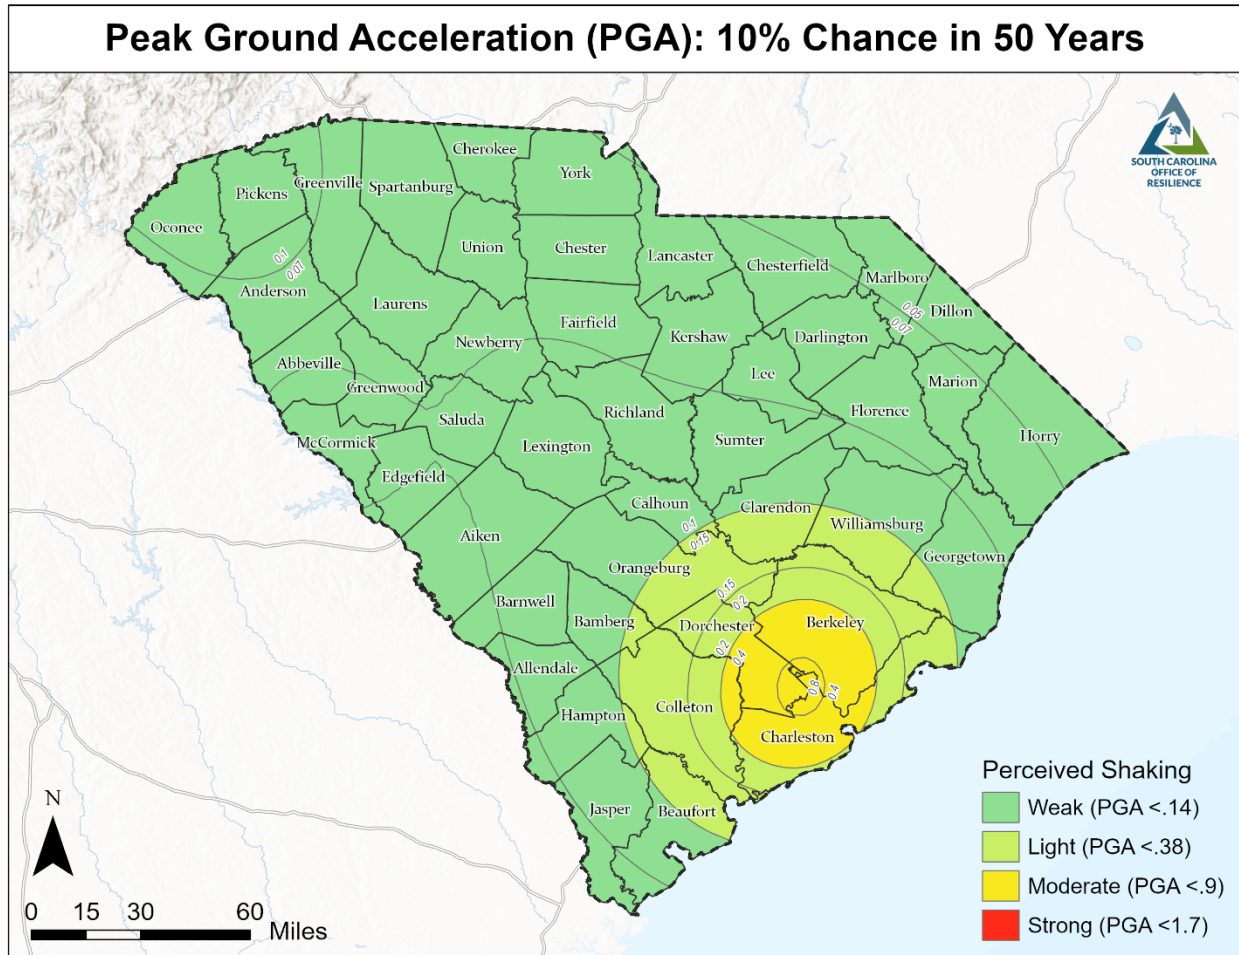 Peak Ground Acceleration (PGA): 10% Chance in 50 Years
SOUTH CAROLINA
OFFICE OF
RESILIENCE
Cherokee
York
Greenville
Spartanburg
Pickens
Oconee
Union
Chester
Lancaster
Chesterfield
Marlboro
0.1
0.07
Anderson
Laurens
Dillon
0.05
0.07
Fairfield
Newberry
Kershaw
Darlington
Abbeville
Greenwood
Lee
Marion
Saluda
Richland
Florence
McCormick
Lexington
Sumter
Horry
Edgefield
Calhoun
Clarendon
Williamsburg
0.1
0.15
Aiken
Orangeburg
Georgetown
0.15
0.2
Barnwell
Bamberg
Dorchester
Berkeley
0.2
0.4
Allendale
0.8
0.4
Hampton
Colleton
Charleston
Jasper
Beaufort
N
0 15 30 60
Miles
Perceived Shaking
Weak (PGA <.14)
Light (PGA <.38)
Moderate (PGA <.9)
Strong (PGA <1.7)